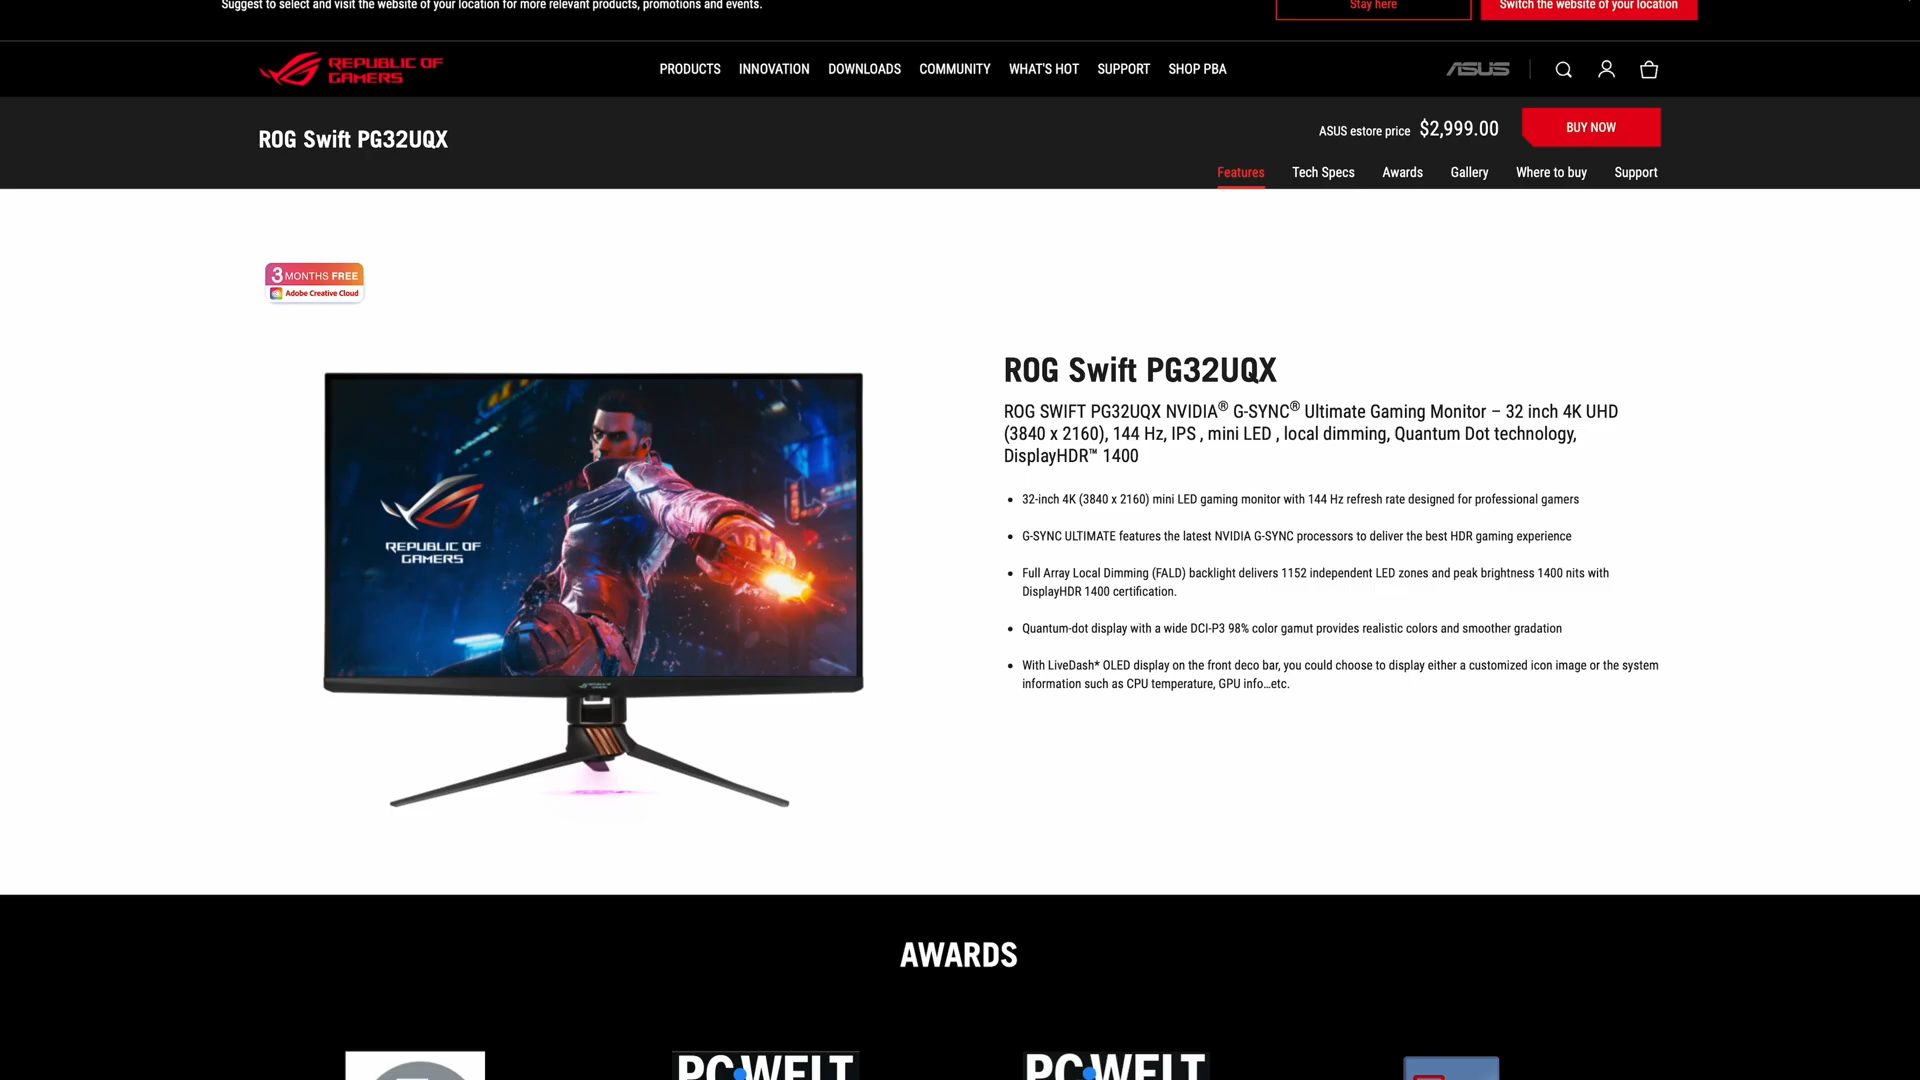 Suggest to select and visit the website of your location for more relevant products, promotions and events.
Stay here
Switch the website of your location
REPUBLIC OF
GAMERS
PRODUCTS INNOVATION DOWNLOADS COMMUNITY WHAT'S HOT SUPPORT SHOP PBA
ASUS
ROG Swift PG32UQX
ASUS estore price $2,999.00
BUY NOW
Features Tech Specs Awards Gallery Where to buy Support
3 MONTHS FREE
Adobe Creative Cloud
REPUBLIC OF
GAMERS
ROG Swift PG32UQX
ROG SWIFT PG32UQX NVIDIA® G-SYNC® Ultimate Gaming Monitor – 32 inch 4K UHD
(3840 x 2160), 144 Hz, IPS , mini LED , local dimming, Quantum Dot technology,
DisplayHDR™ 1400
• 32-inch 4K (3840 x 2160) mini LED gaming monitor with 144 Hz refresh rate designed for professional gamers
• G-SYNC ULTIMATE features the latest NVIDIA G-SYNC processors to deliver the best HDR gaming experience
• Full Array Local Dimming (FALD) backlight delivers 1152 independent LED zones and peak brightness 1400 nits with
DisplayHDR 1400 certification.
• Quantum-dot display with a wide DCI-P3 98% color gamut provides realistic colors and smoother gradation
• With LiveDash* OLED display on the front deco bar, you could choose to display either a customized icon image or the system
information such as CPU temperature, GPU info...etc.
AWARDS
PC WELT
PC WELT